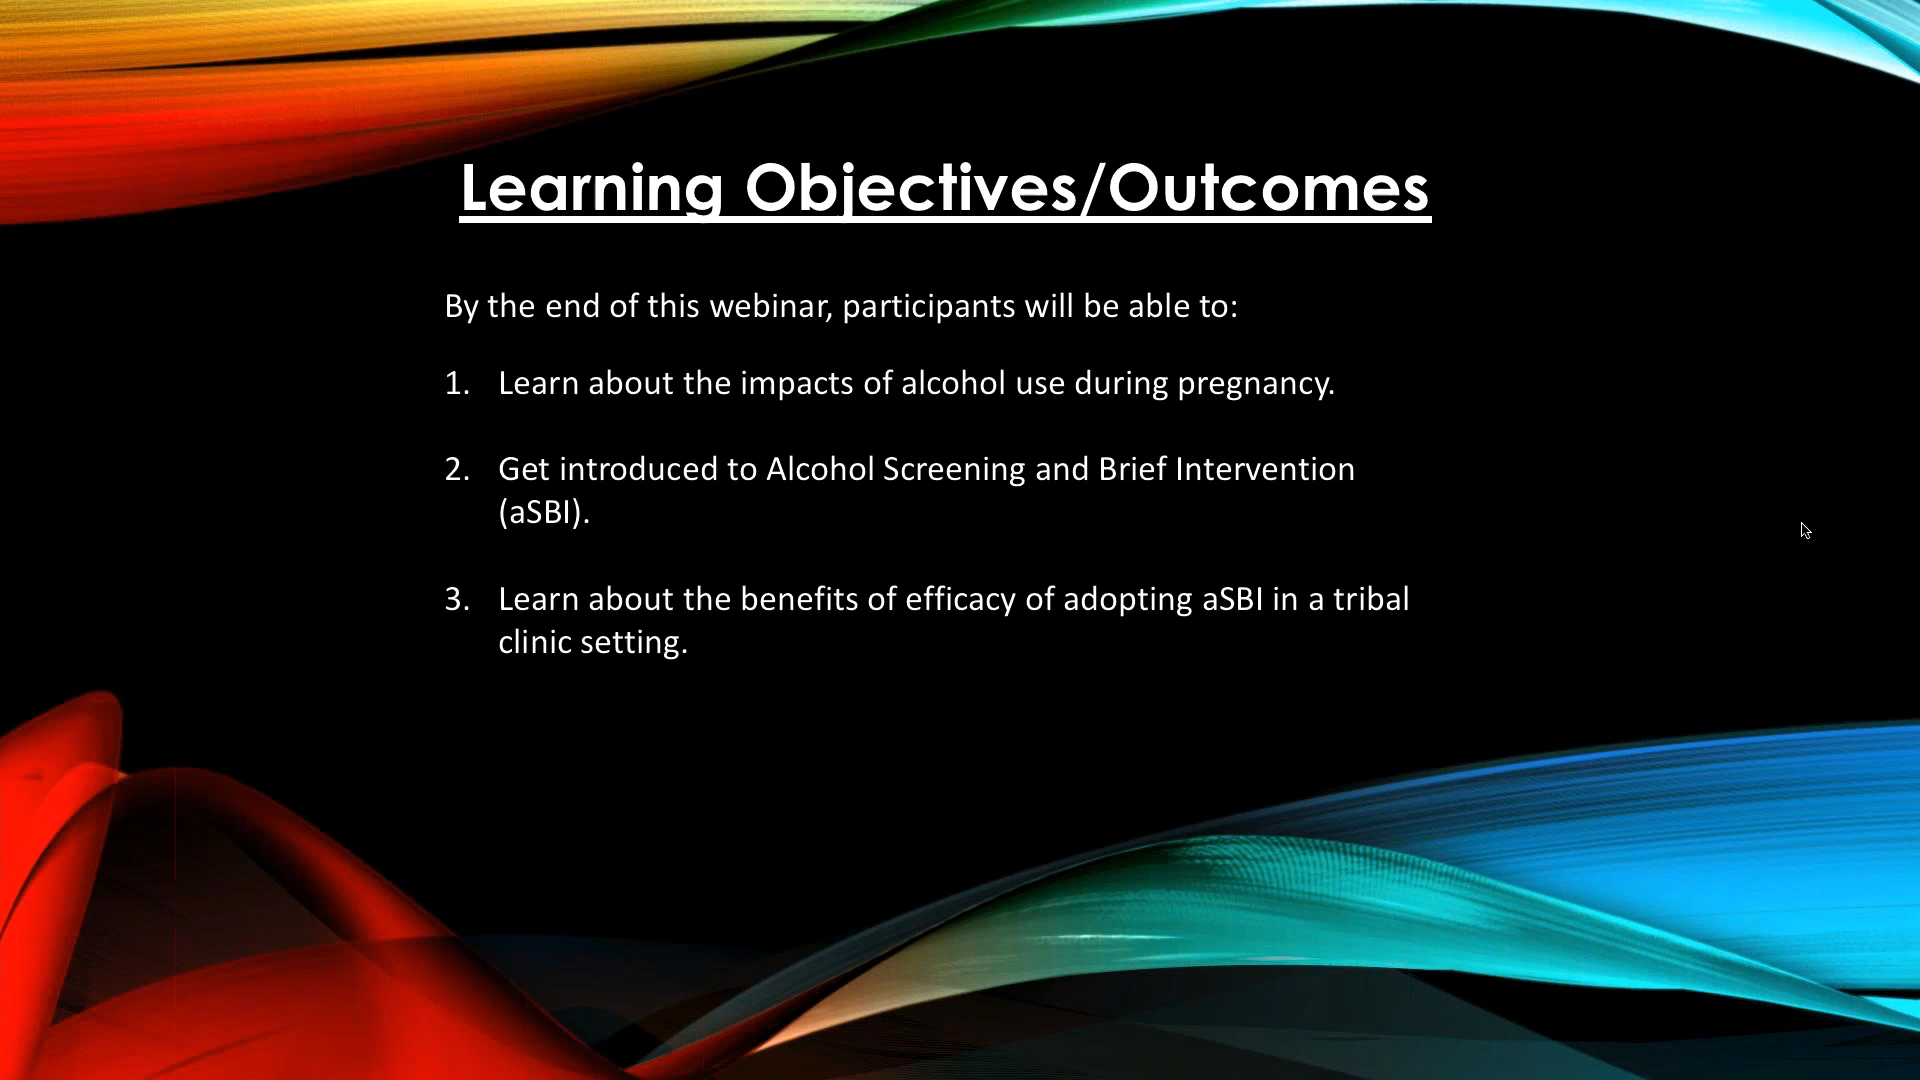 Learning Objectives/Outcomes
By the end of this webinar, participants will be able to:
1. Learn about the impacts of alcohol use during pregnancy.
2. Get introduced to Alcohol Screening and Brief Intervention
(aSBI).
3. Learn about the benefits of efficacy of adopting aSBI in a tribal
clinic setting.